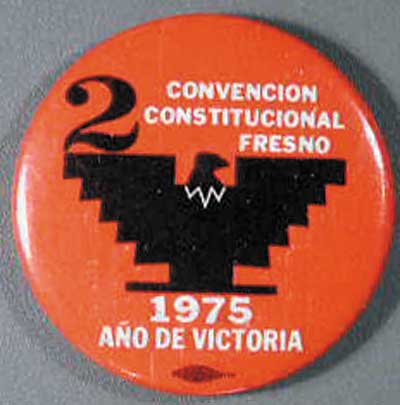 2
CONVENCION
CONSTITUCIONAL
FRESNO
1975
AÑO DE VICTORIA